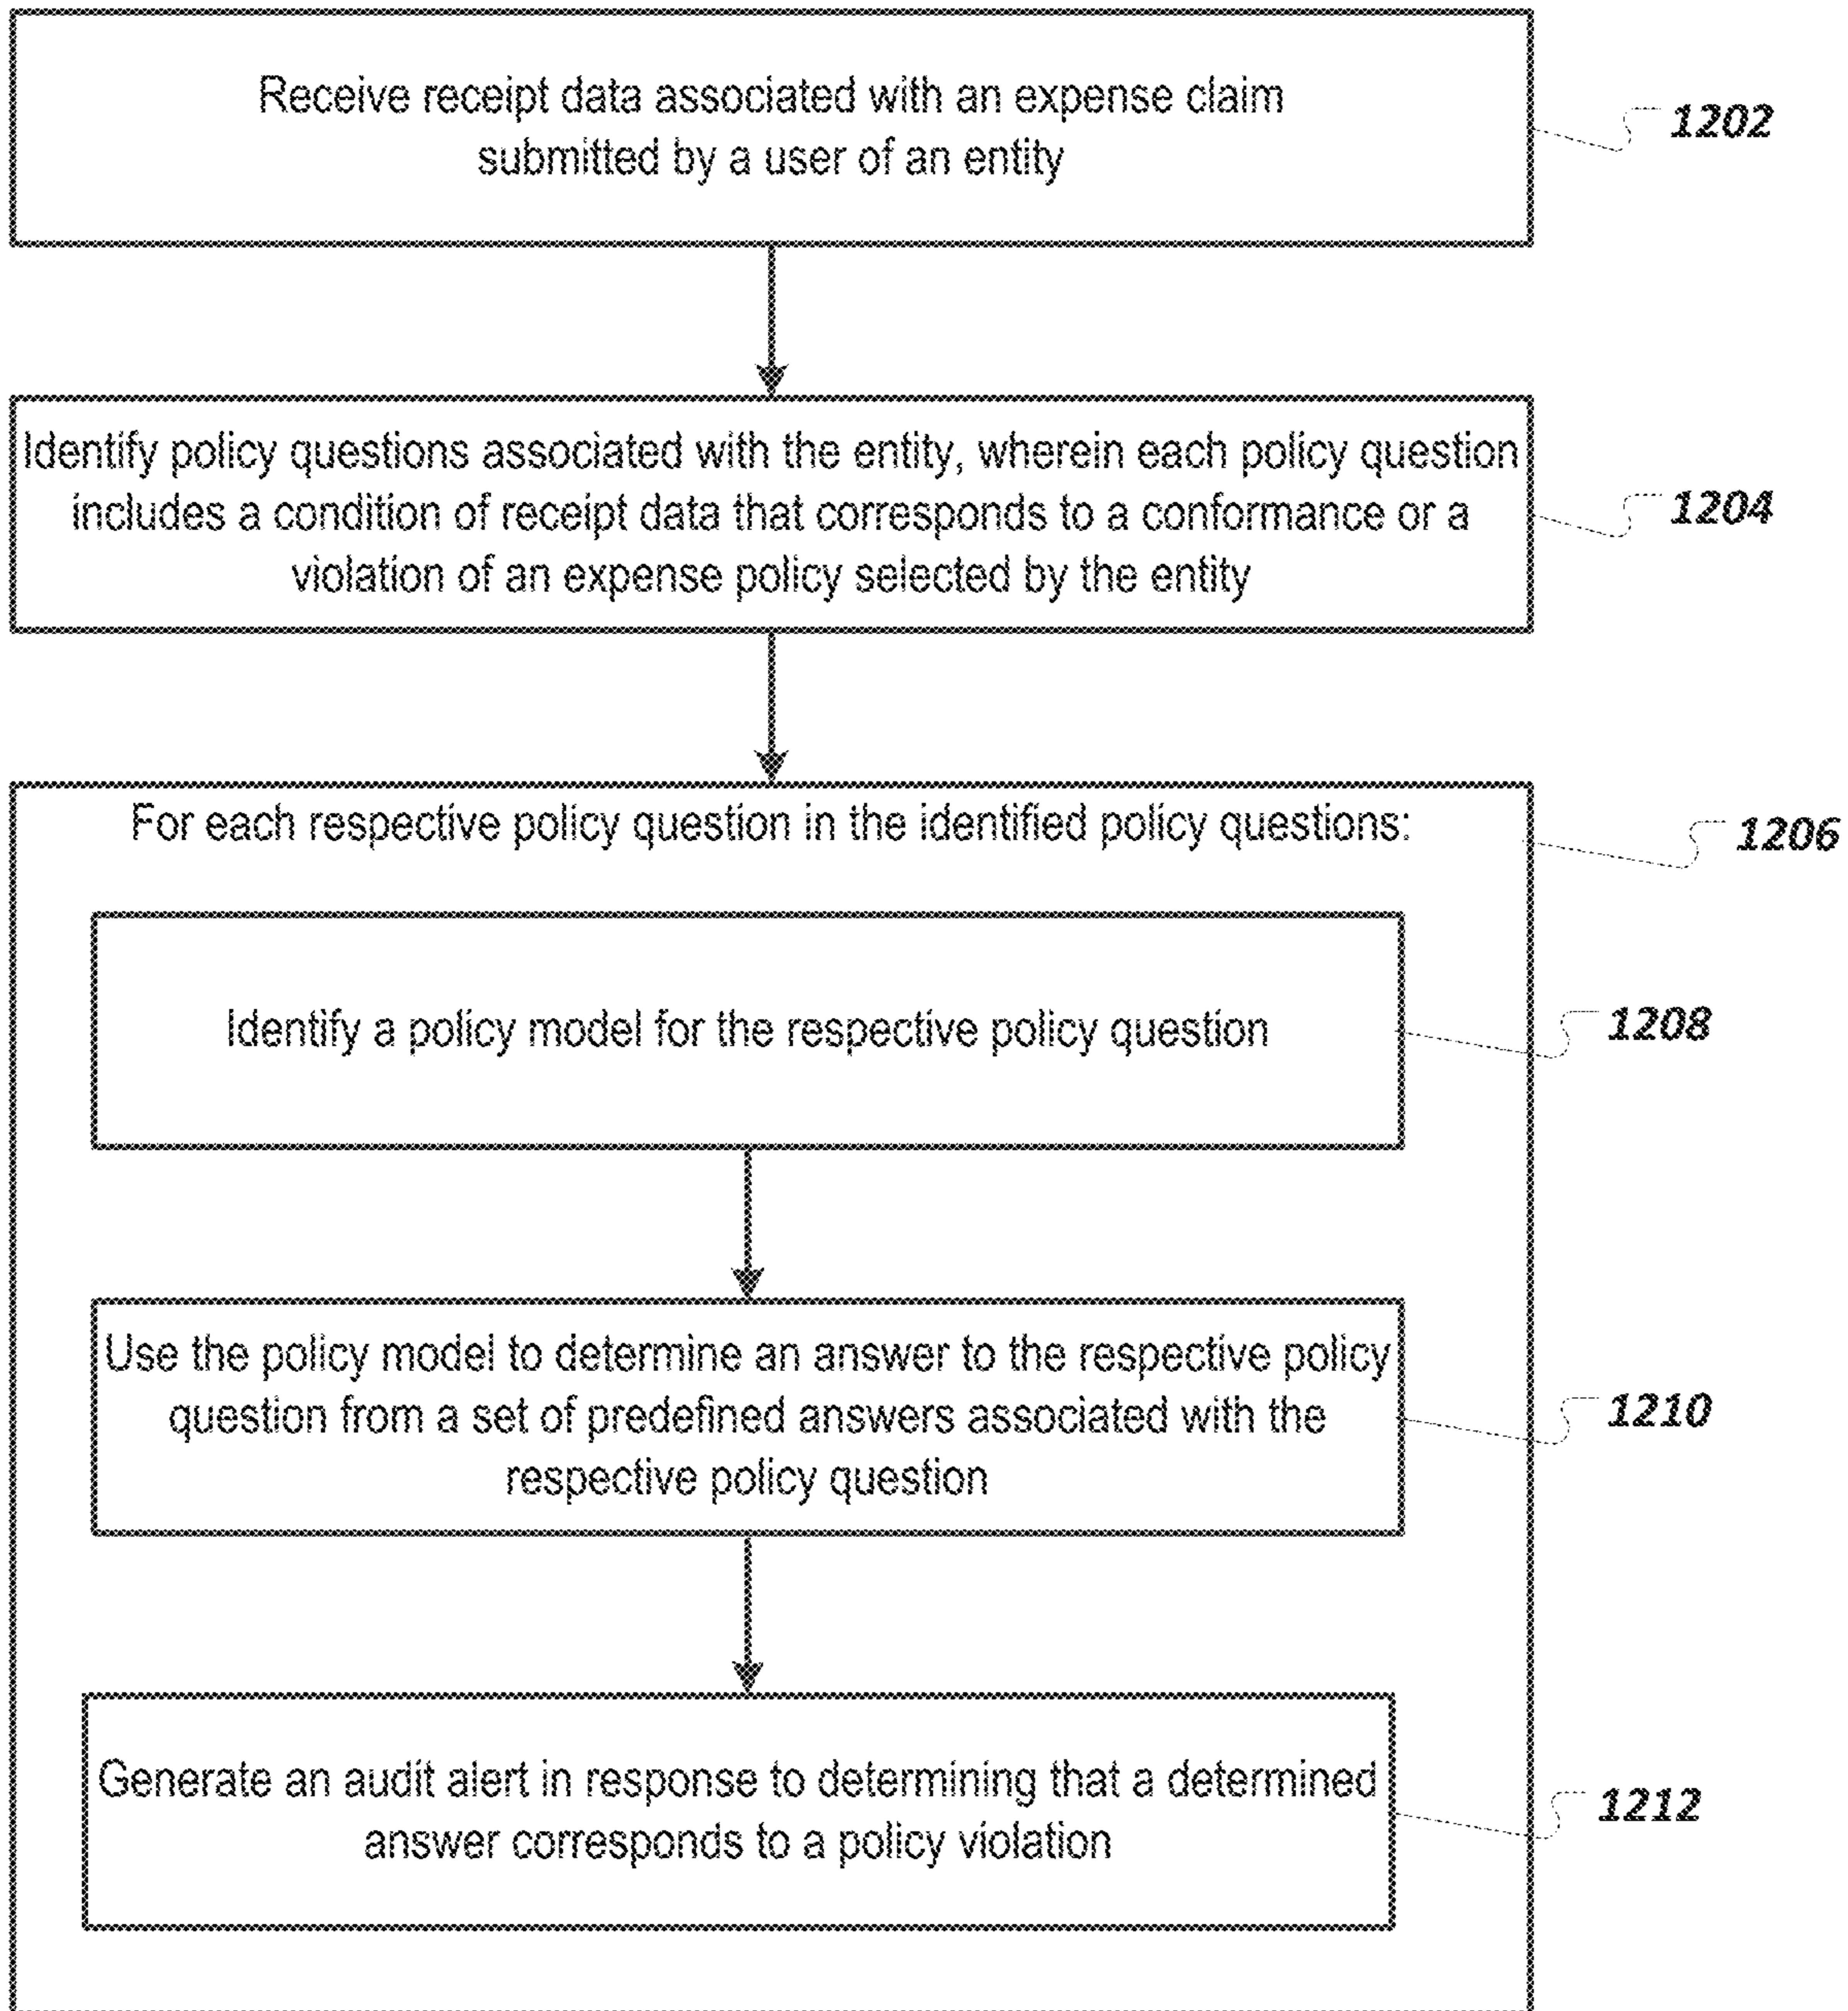 Receive receipt data associated with an expense claim
submitted by a user of an entity
1202
Identify policy questions associated with the entity, wherein each policy question
includes a condition of receipt data that corresponds to a conformance or a
violation of an expense policy selected by the entity
1204
For each respective policy question in the identified policy questions:
1206
Identify a policy model for the respective policy question
1208
Use the policy model to determine an answer to the respective policy
question from a set of predefined answers associated with the
respective policy question
1210
Generate an audit alert in response to determining that a determined
answer corresponds to a policy violation
1212